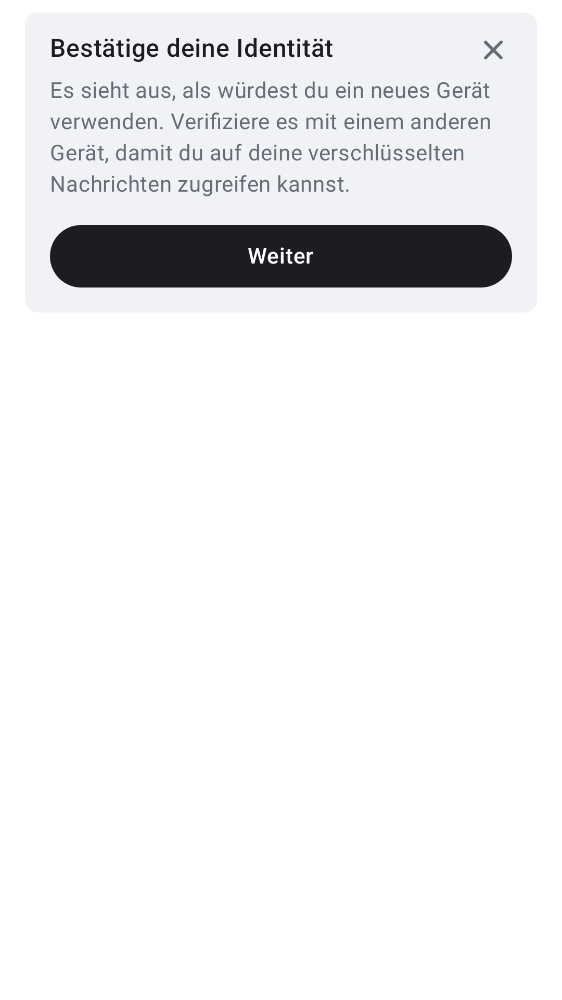 Bestätige deine Identität
Es sieht aus, als würdest du ein neues Gerät
verwenden. Verifiziere es mit einem anderen
Gerät, damit du auf deine verschlüsselten
Nachrichten zugreifen kannst.
Weiter